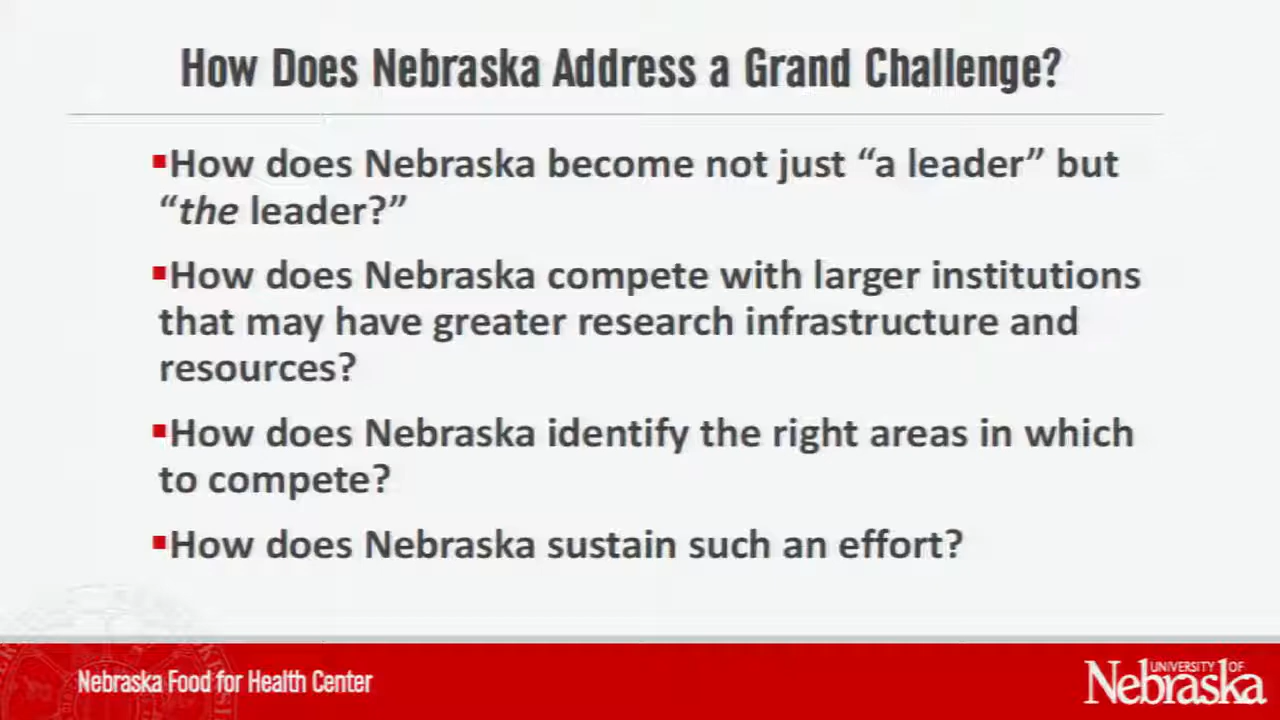 How Does Nebraska Address a Grand Challenge?
▪How does Nebraska become not just “a leader” but
“the leader?”
▪How does Nebraska compete with larger institutions
that may have greater research infrastructure and
resources?
▪How does Nebraska identify the right areas in which
to compete?
▪How does Nebraska sustain such an effort?
Nebraska Food for Health Center
UNIVERSITY OF
Nebraska